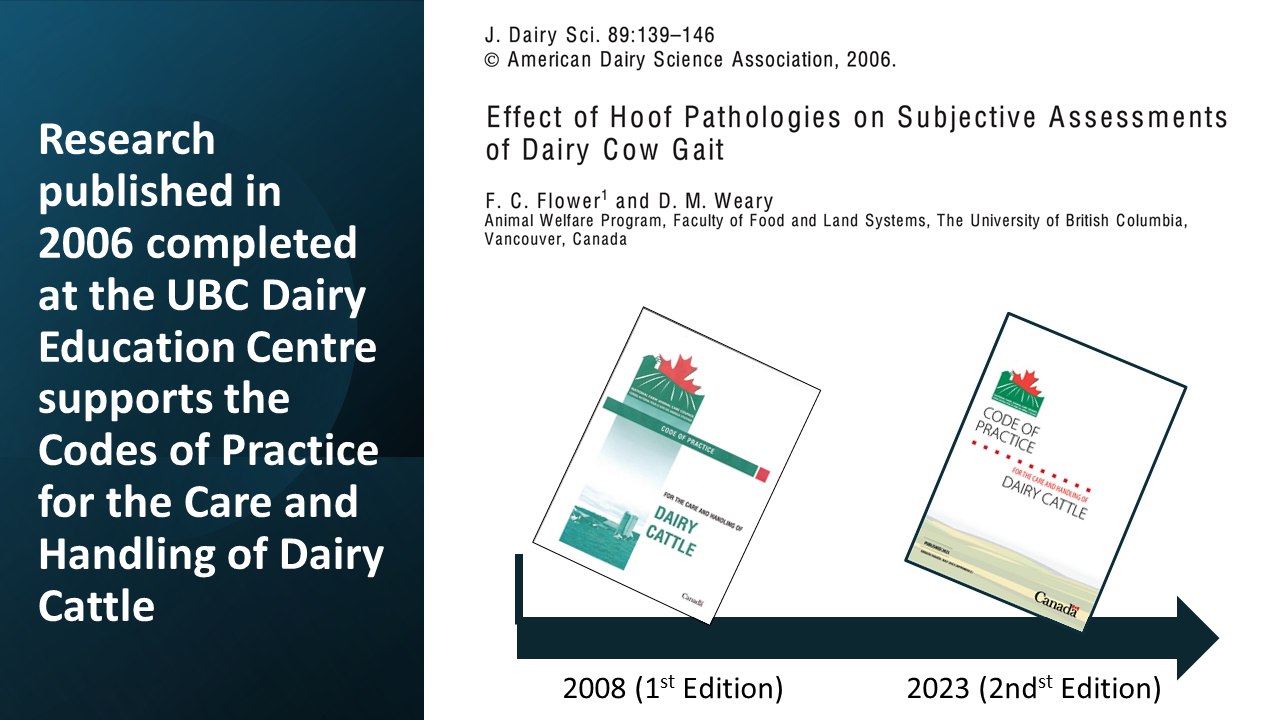 Research
published in
2006 completed
at the UBC Dairy
Education Centre
supports the
Codes of Practice
for the Care and
Handling of Dairy
Cattle
J. Dairy Sci. 89:139–146
© American Dairy Science Association, 2006.
Effect of Hoof Pathologies on Subjective Assessments
of Dairy Cow Gait
F. C. Flower1 and D. M. Weary
Animal Welfare Program, Faculty of Food and Land Systems, The University of British Columbia,
Vancouver, Canada
CODE OF PRACTICE
FOR THE CARE AND HANDLING OF
DAIRY
CATTLE
Canada
CODE OF
PRACTICE
FOR THE CARE AND HANDLING OF
DAIRY CATTLE
Canada
2008 (1st Edition)
2023 (2ndst Edition)